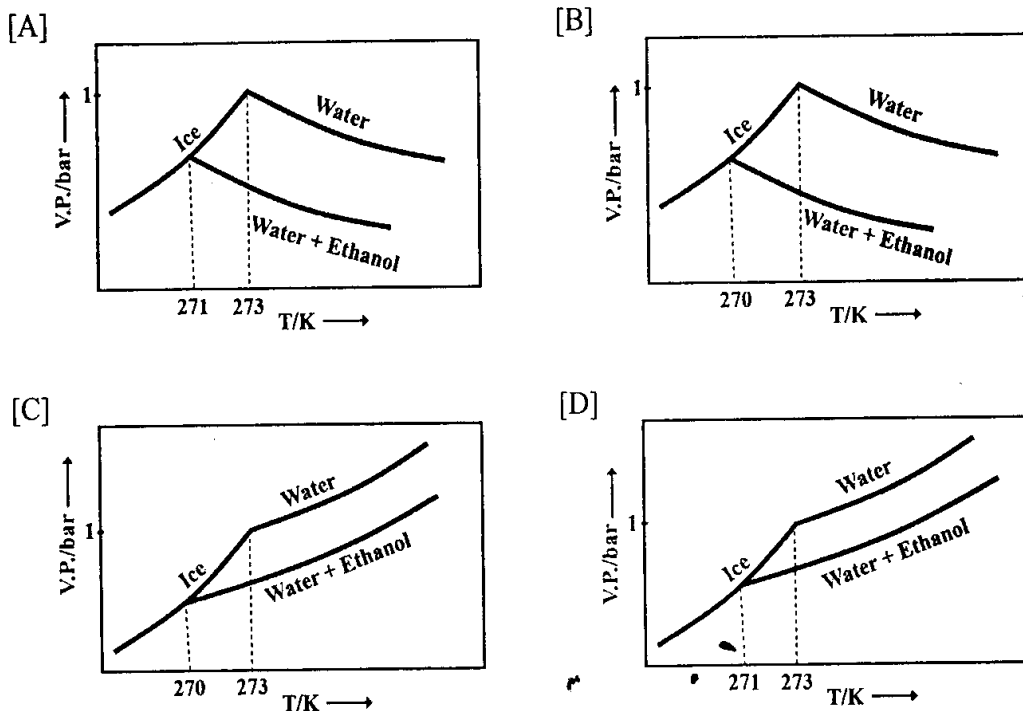 [A]
1
V.P./bar
Ice
Water
Water + Ethanol
271 273
T/K
[B]
1
V.P./bar
Ice
Water
Water + Ethanol
270 273
T/K
[C]
1
V.P./bar
Ice
Water
Water + Ethanol
270 273
T/K
[D]
1
V.P./bar
Ice
Water
Water + Ethanol
271 273
T/K